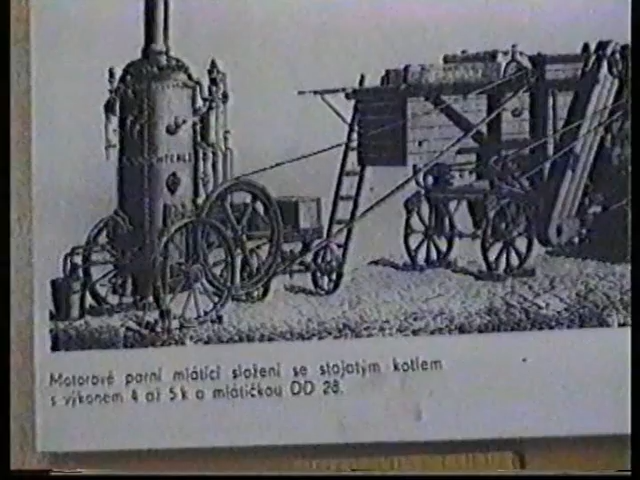 Motorové parní mlátící složení se stojatým kotlem
s výkonem 4 až 5 k a mlátičkou DD 28.